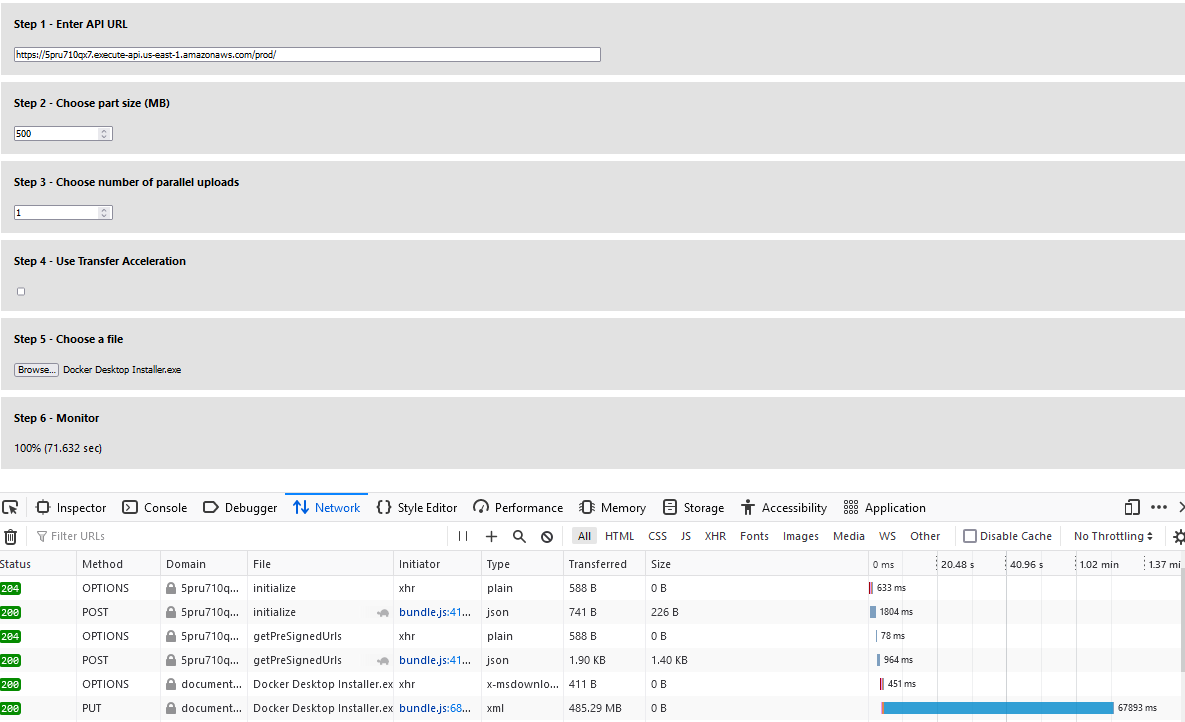 Step 1 - Enter API URL
https://5pru710qx7.execute-api.us-east-1.amazonaws.com/prod/
Step 2 - Choose part size (MB)
500
Step 3 - Choose number of parallel uploads
1
Step 4 - Use Transfer Acceleration
Step 5 - Choose a file
Browse... Docker Desktop Installer.exe
Step 6 - Monitor
100% (71.632 sec)
Inspector Console Debugger Network Style Editor Performance Memory Storage Accessibility Application
Filter URLs All HTML CSS JS XHR Fonts Images Media WS Other Disable Cache No Throttling
Status Method Domain File Initiator Type Transferred Size 0 ms 20.48 s 40.96 s 1.02 min 1.37 mi
204 OPTIONS 5pru710q... initialize xhr plain 588 B 0 B 633 ms
200 POST 5pru710q... initialize bundle.js:41... json 741 B 226 B 1804 ms
204 OPTIONS 5pru710q... getPreSignedUrls xhr plain 588 B 0 B 78 ms
200 POST 5pru710q... getPreSignedUrls bundle.js:41... json 1.90 KB 1.40 KB 964 ms
200 OPTIONS document... Docker Desktop Installer.ex xhr x-msdownlo... 411 B 0 B 451 ms
200 PUT document... Docker Desktop Installer.ex bundle.js:68... xml 485.29 MB 0 B 67893 ms